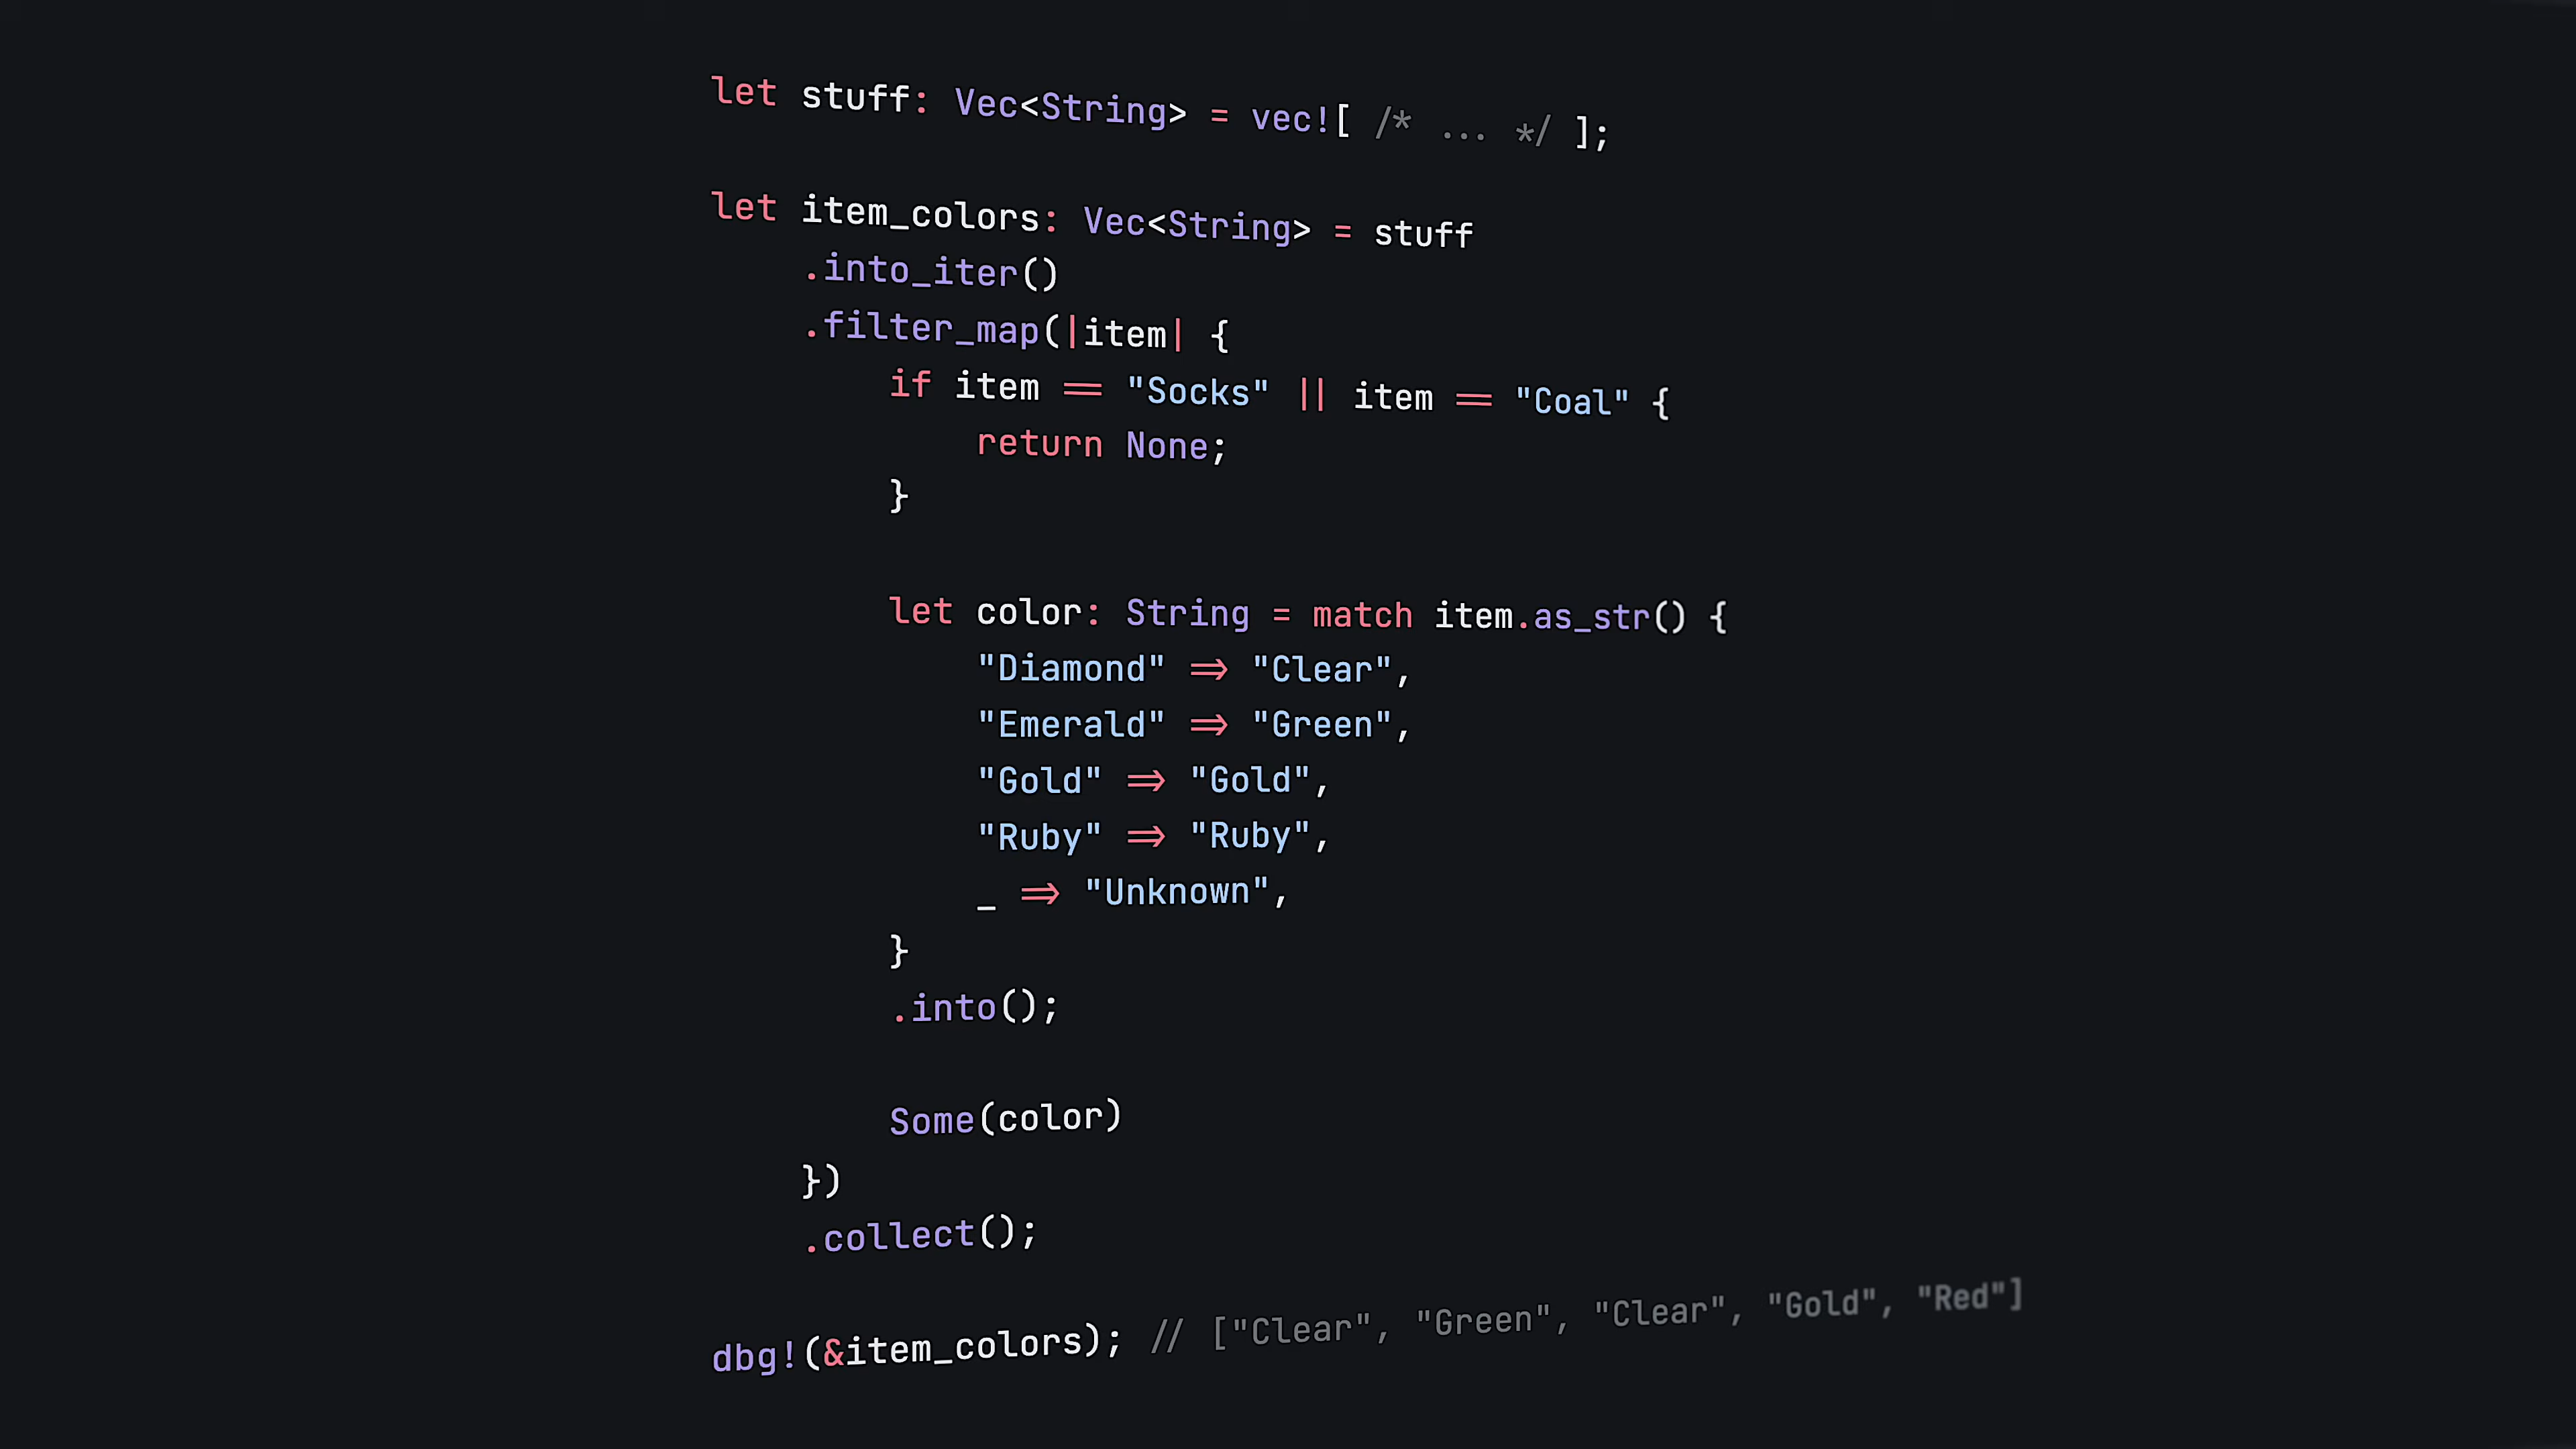 let stuff: Vec<String> = vec![ /* ... */ ];
let item_colors: Vec<String> = stuff
.into_iter()
.filter_map(|item| {
if item == "Socks" || item == "Coal" {
return None;
}
let color: String = match item.as_str() {
"Diamond" => "Clear",
"Emerald" => "Green",
"Gold" => "Gold",
"Ruby" => "Ruby",
_ => "Unknown",
}
.into();
Some(color)
})
.collect();
dbg!(&item_colors); // ["Clear", "Green", "Clear", "Gold", "Red"]